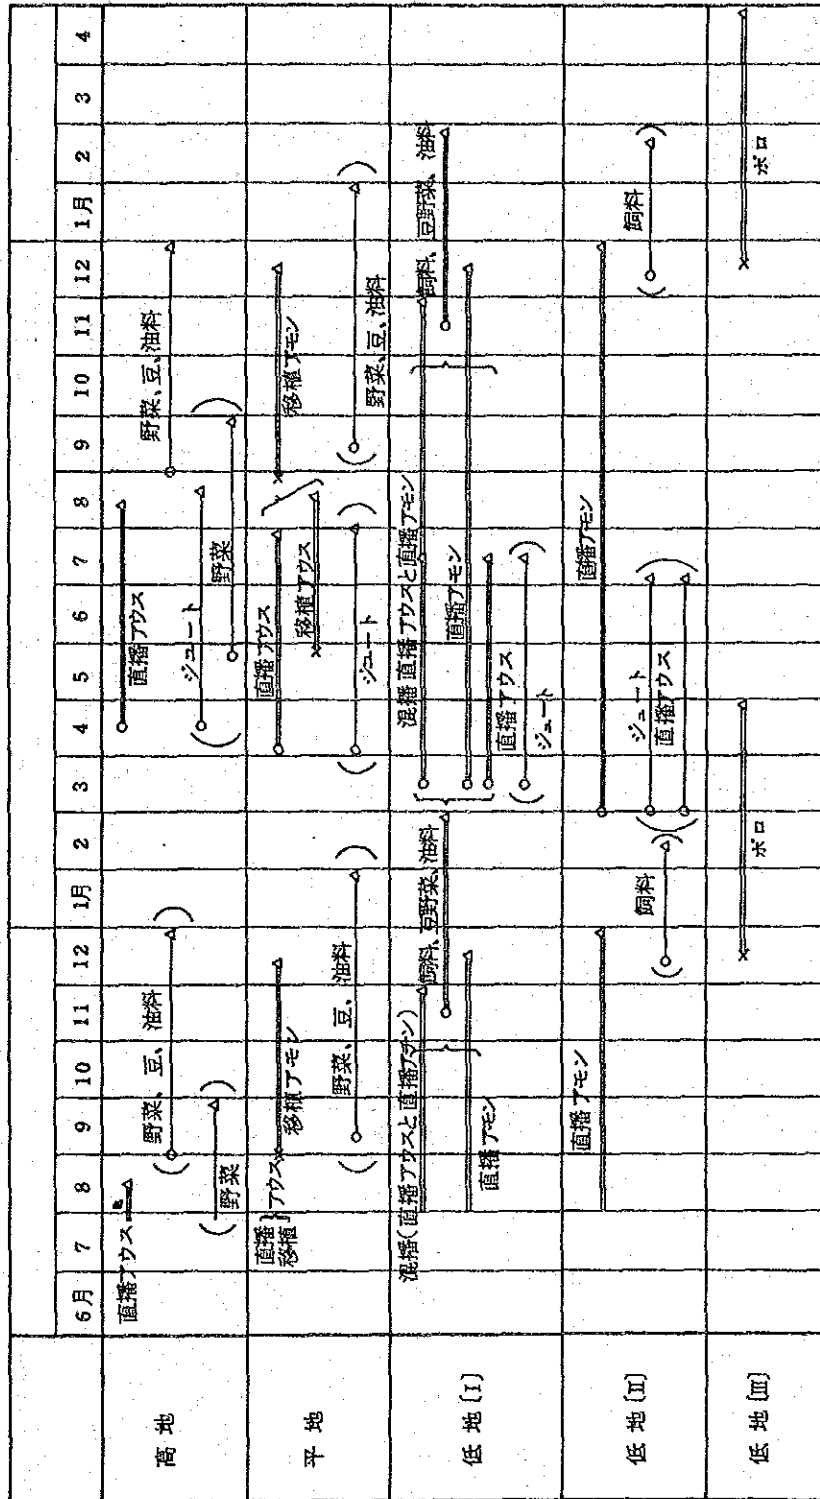 6月 7 8 9 10 11 12 1月 2 3 4 5 6 7 8 9 10 11 12 1月 2 3 4
高地
直播アウス
野菜、豆、油料
野菜
直播アウス
ジュート
野菜
野菜、豆、油料
平地
直播
移植
アウス
移植アモン
野菜、豆、油料
直播アウス
移植アウス
ジュート
移植アモン
野菜、豆、油料
低地〔I〕
混播(直播アウスと直播アモン)
直播アモン
飼料、豆野菜、油料
混播 直播アウスと直播アモン
直播アモン
直播アウス
ジュート
飼料、豆野菜、油料
低地〔II〕
直播アモン
飼料
直播アモン
ジュート
直播アウス
飼料
低地〔III〕
ボロ
ボロ